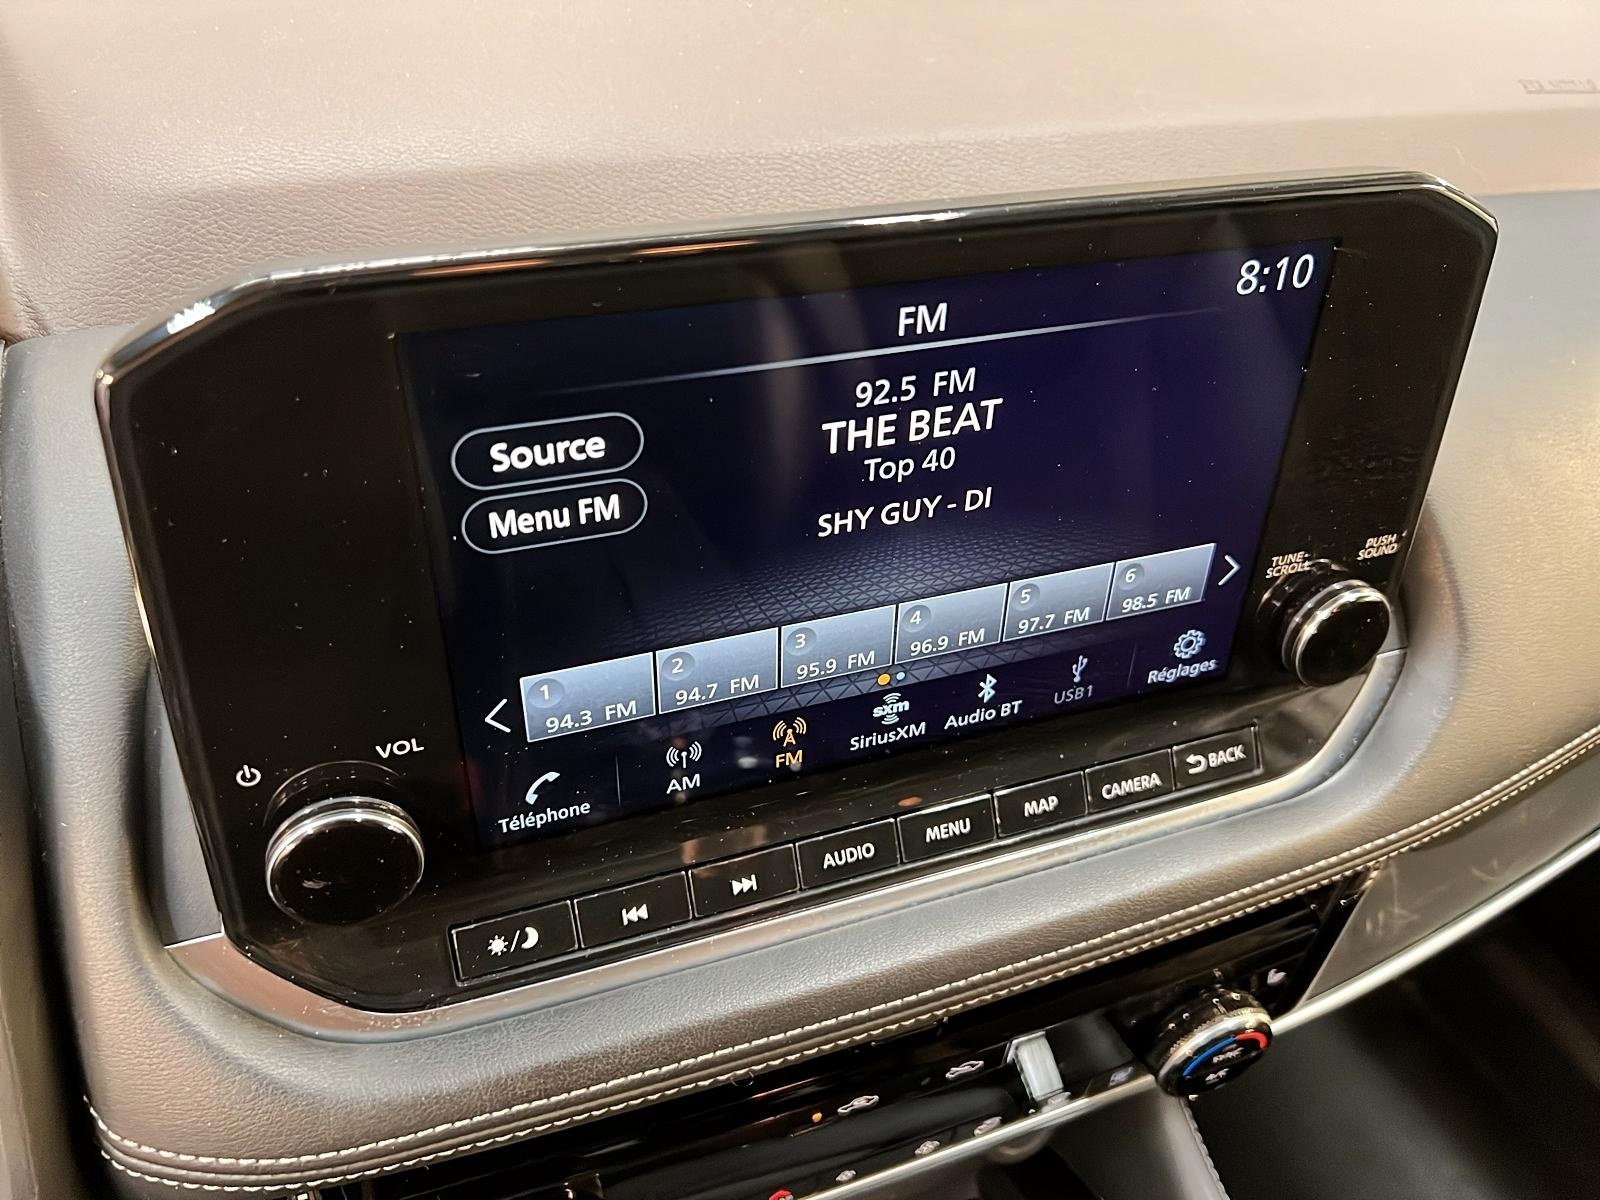 8:10
FM
92.5 FM
THE BEAT
Top 40
SHY GUY - DI
Source
Menu FM
1
94.3 FM
2
94.7 FM
3
95.9 FM
4
96.9 FM
5
97.7 FM
6
98.5 FM
Téléphone
AM
FM
sxm
SiriusXM
Audio BT
USB1
Réglages
VOL
TUNE-
SCROLL
PUSH
SOUND
AUDIO
MENU
MAP
CAMERA
BACK